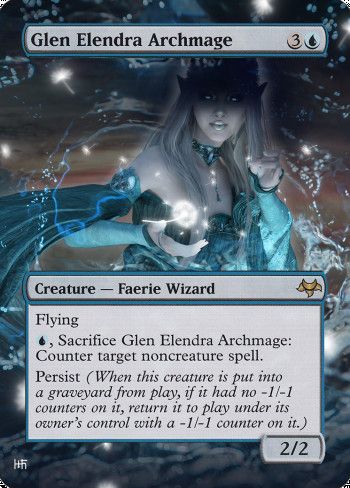 Glen Elendra Archmage 3
Creature — Faerie Wizard
Flying
, Sacrifice Glen Elendra Archmage:
Counter target noncreature spell.
Persist (When this creature is put into
a graveyard from play, if it had no -1/-1
counters on it, return it to play under its
owner's control with a -1/-1 counter on it.)
2/2